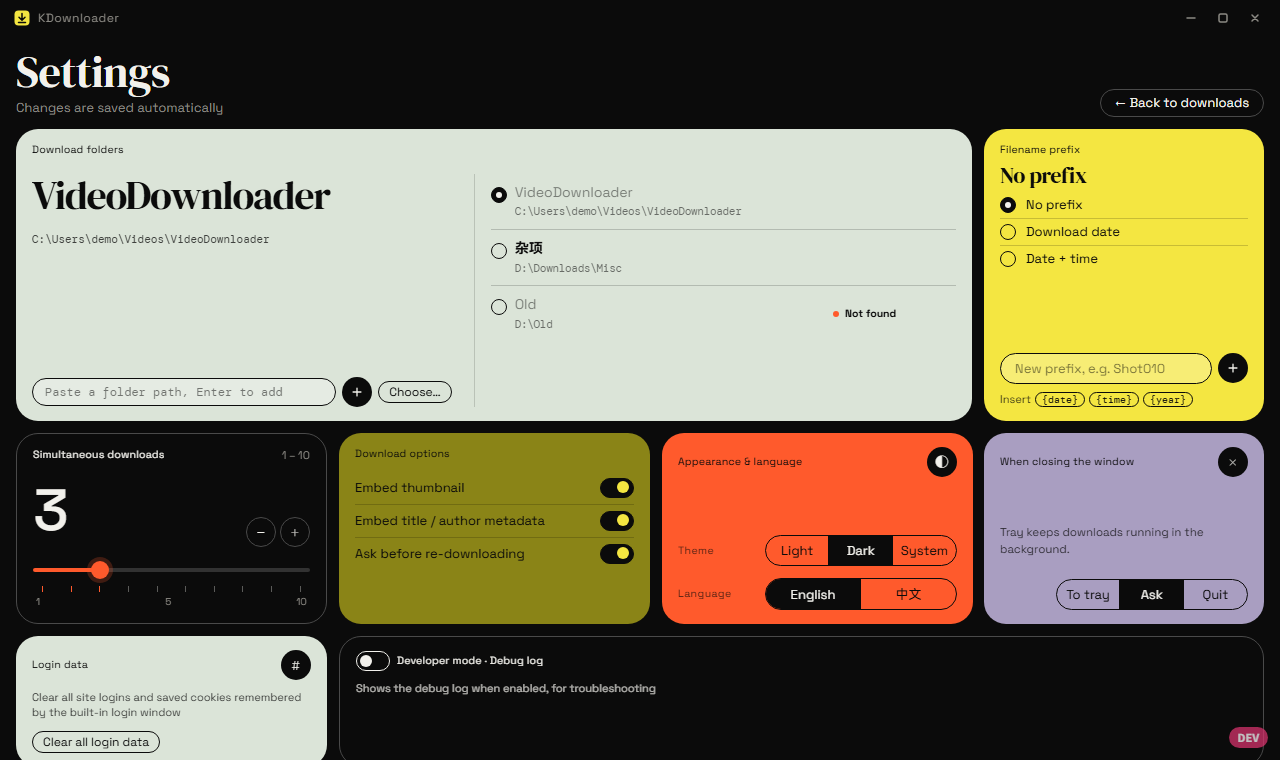 KDownloader
Settings
Changes are saved automatically
← Back to downloads
Download folders
VideoDownloader
C:\Users\demo\Videos\VideoDownloader
Paste a folder path, Enter to add
+
Choose…
VideoDownloader
C:\Users\demo\Videos\VideoDownloader
杂项
D:\Downloads\Misc
Old
D:\Old
Not found
Filename prefix
No prefix
No prefix
Download date
Date + time
New prefix, e.g. Shot010
+
Insert {date} {time} {year}
Simultaneous downloads
1 – 10
3
− +
1 5 10
Download options
Embed thumbnail
Embed title / author metadata
Ask before re-downloading
Appearance & language
Theme Light Dark System
Language English 中文
When closing the window
×
Tray keeps downloads running in the
background.
To tray Ask Quit
Login data
#
Clear all site logins and saved cookies remembered
by the built-in login window
Clear all login data
Developer mode · Debug log
Shows the debug log when enabled, for troubleshooting
DEV